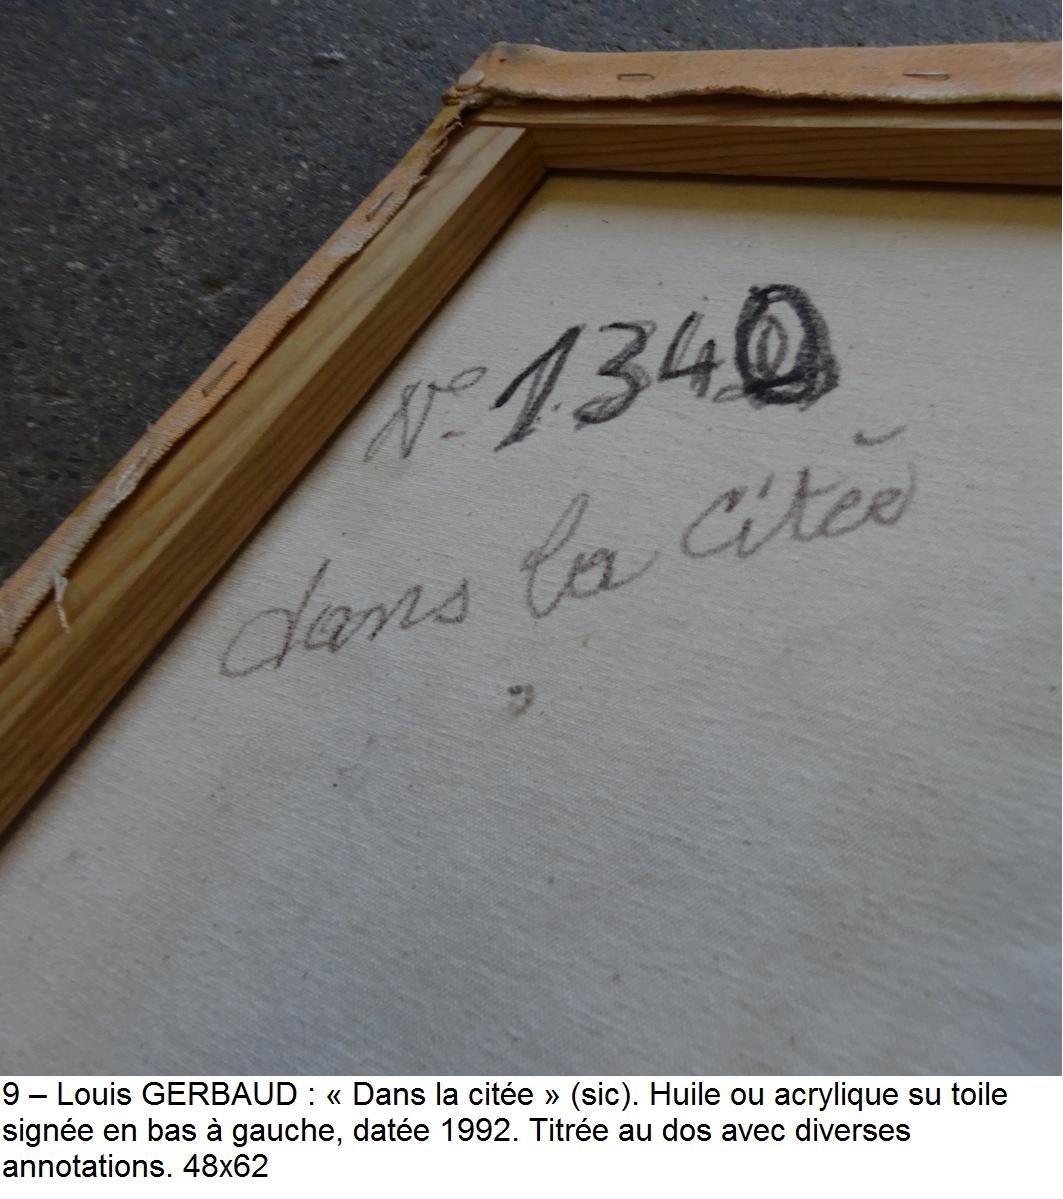 N° 1340
dans la citée
9 – Louis GERBAUD : « Dans la citée » (sic). Huile ou acrylique su toile
signée en bas à gauche, datée 1992. Titrée au dos avec diverses
annotations. 48x62